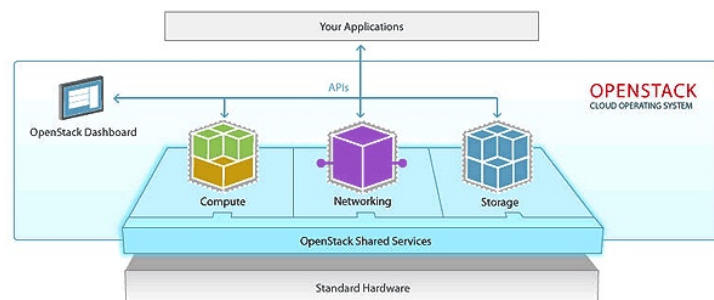 Your Applications
APIs
OPENSTACK
CLOUD OPERATING SYSTEM
OpenStack Dashboard
Compute
Networking
Storage
OpenStack Shared Services
Standard Hardware